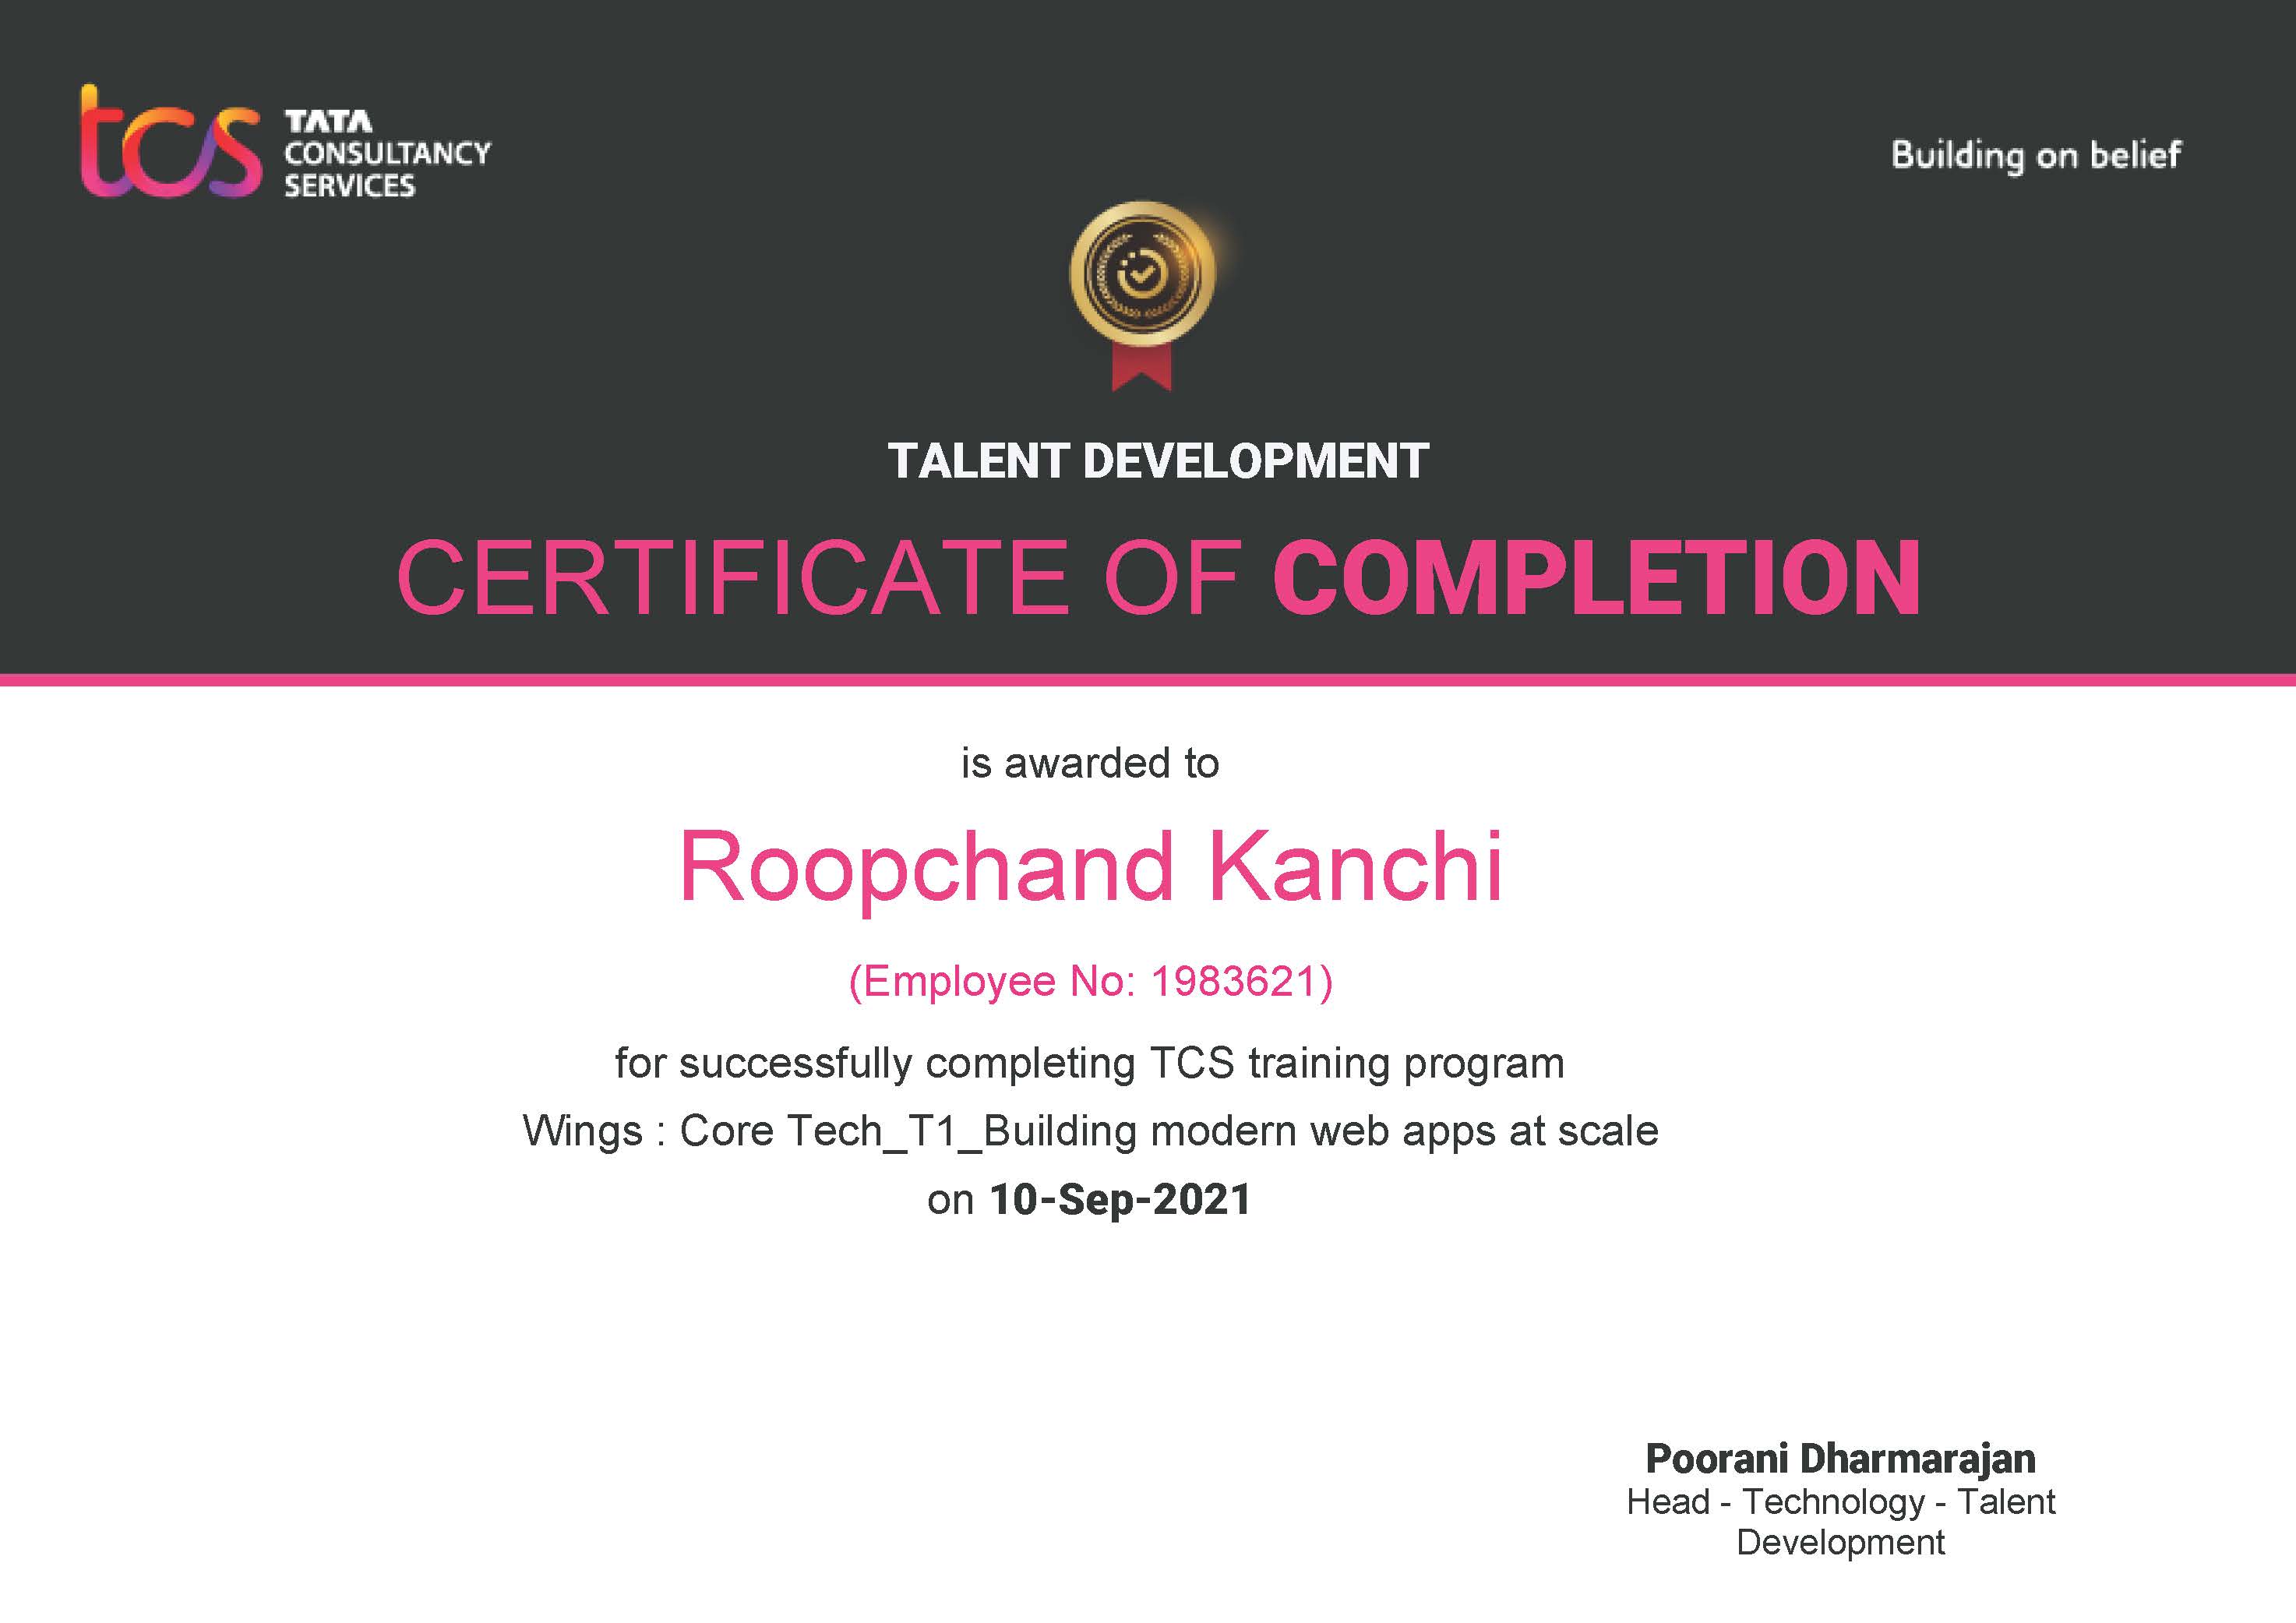 tcs TATA
CONSULTANCY
SERVICES
Building on belief
TALENT DEVELOPMENT
CERTIFICATE OF COMPLETION
is awarded to
Roopchand Kanchi
(Employee No: 1983621)
for successfully completing TCS training program
Wings : Core Tech_T1_Building modern web apps at scale
on 10-Sep-2021
Poorani Dharmarajan
Head - Technology - Talent
Development